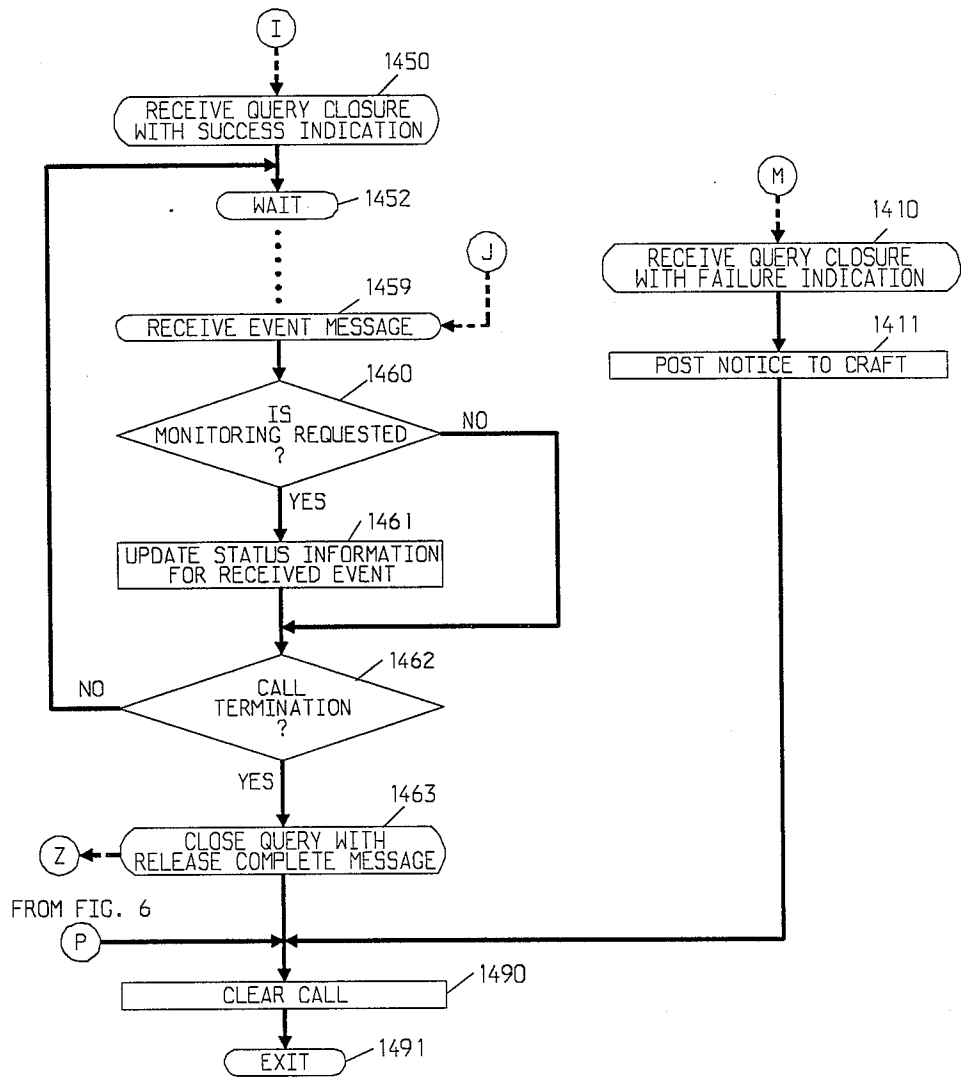 I
1450
RECEIVE QUERY CLOSURE
WITH SUCCESS INDICATION
WAIT
1452
J
1459
RECEIVE EVENT MESSAGE
1460
IS
MONITORING REQUESTED
?
NO
YES
1461
UPDATE STATUS INFORMATION
FOR RECEIVED EVENT
1462
CALL
TERMINATION
?
NO
YES
1463
CLOSE QUERY WITH
RELEASE COMPLETE MESSAGE
Z
FROM FIG. 6
P
1490
CLEAR CALL
EXIT
1491
M
1410
RECEIVE QUERY CLOSURE
WITH FAILURE INDICATION
1411
POST NOTICE TO CRAFT